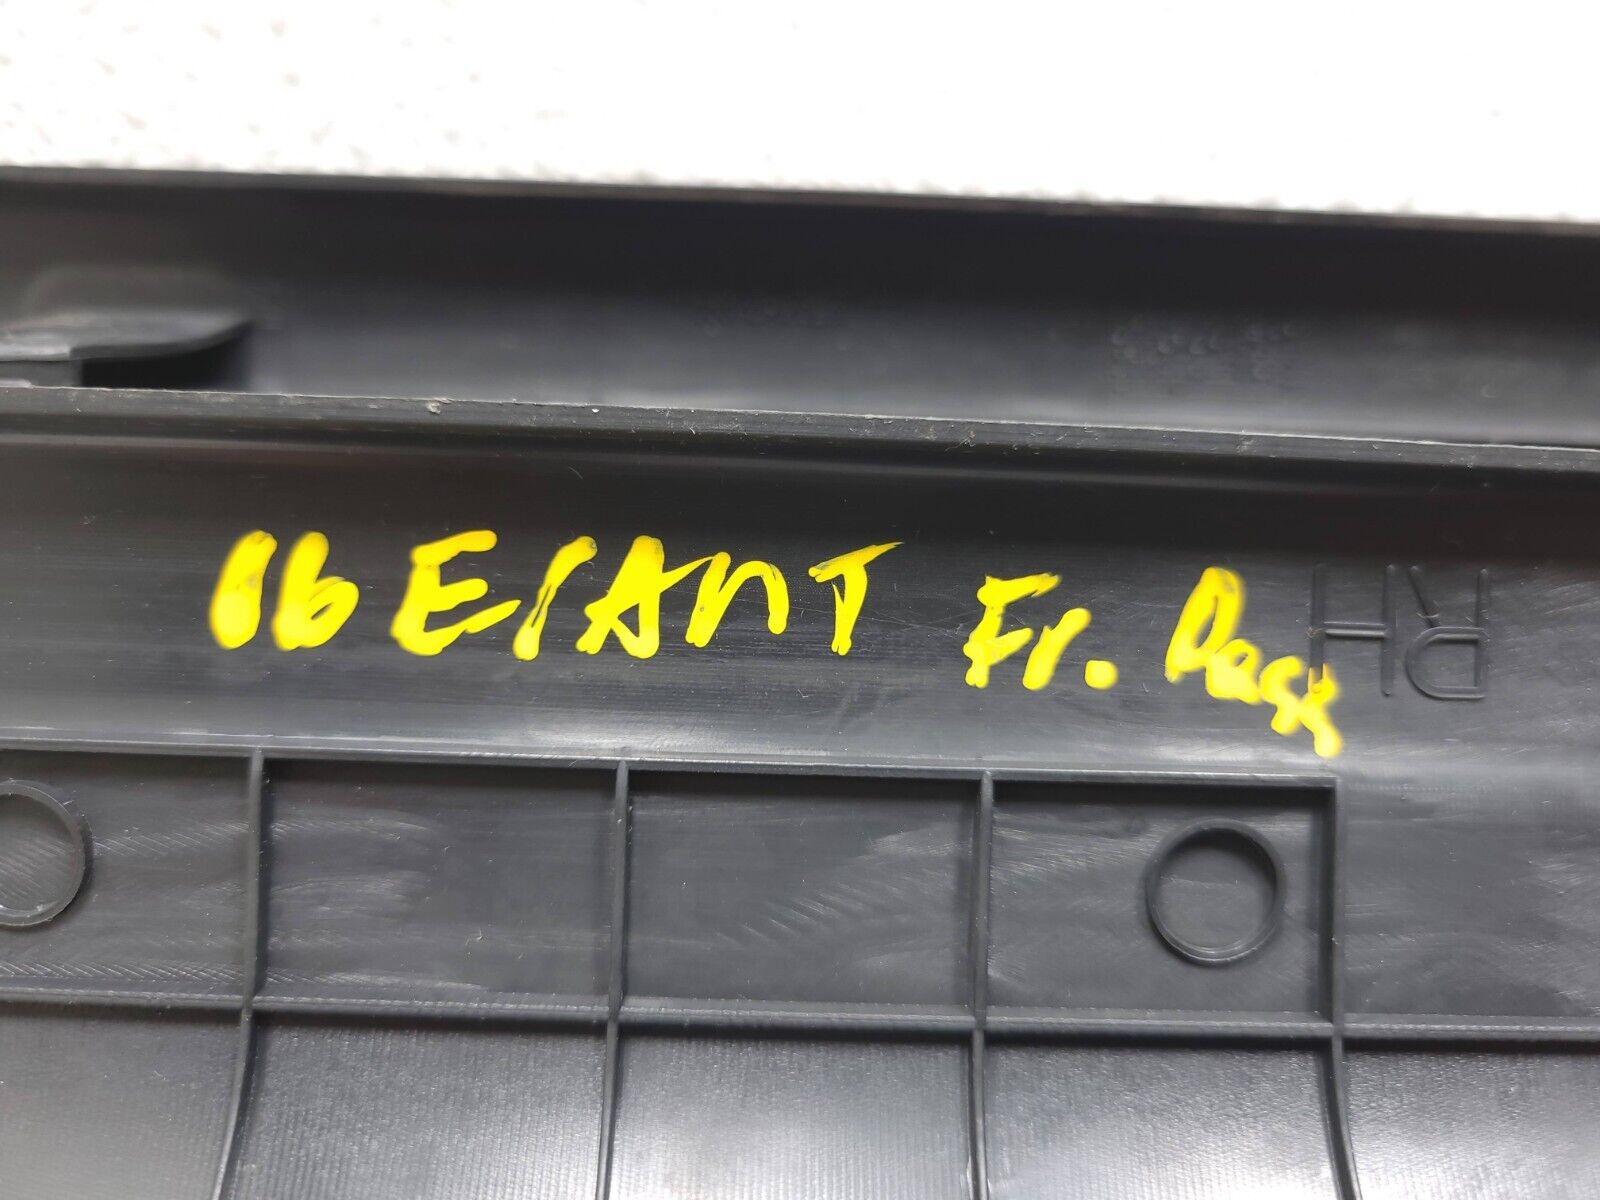 16 ElANT Fr. Pass
RH